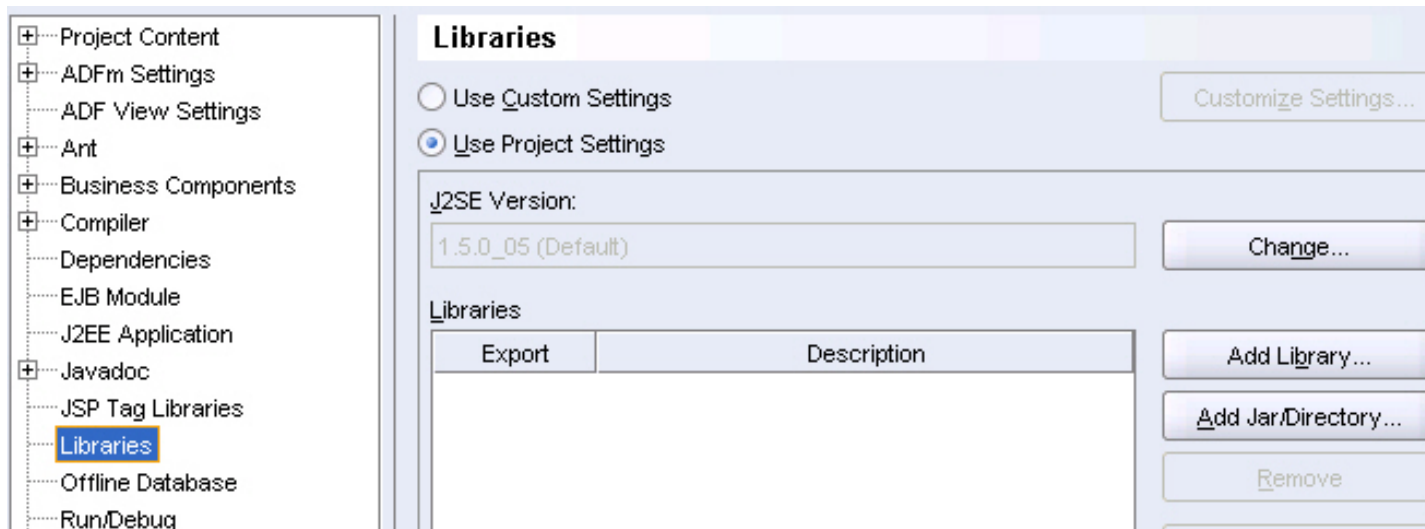 Project Content
ADFm Settings
ADF View Settings
Ant
Business Components
Compiler
Dependencies
EJB Module
J2EE Application
Javadoc
JSP Tag Libraries
Libraries
Offline Database
Run/Debug
Libraries
Use Custom Settings
Customize Settings...
Use Project Settings
J2SE Version:
1.5.0_05 (Default)
Change...
Libraries
Export Description
Add Library...
Add Jar/Directory...
Remove